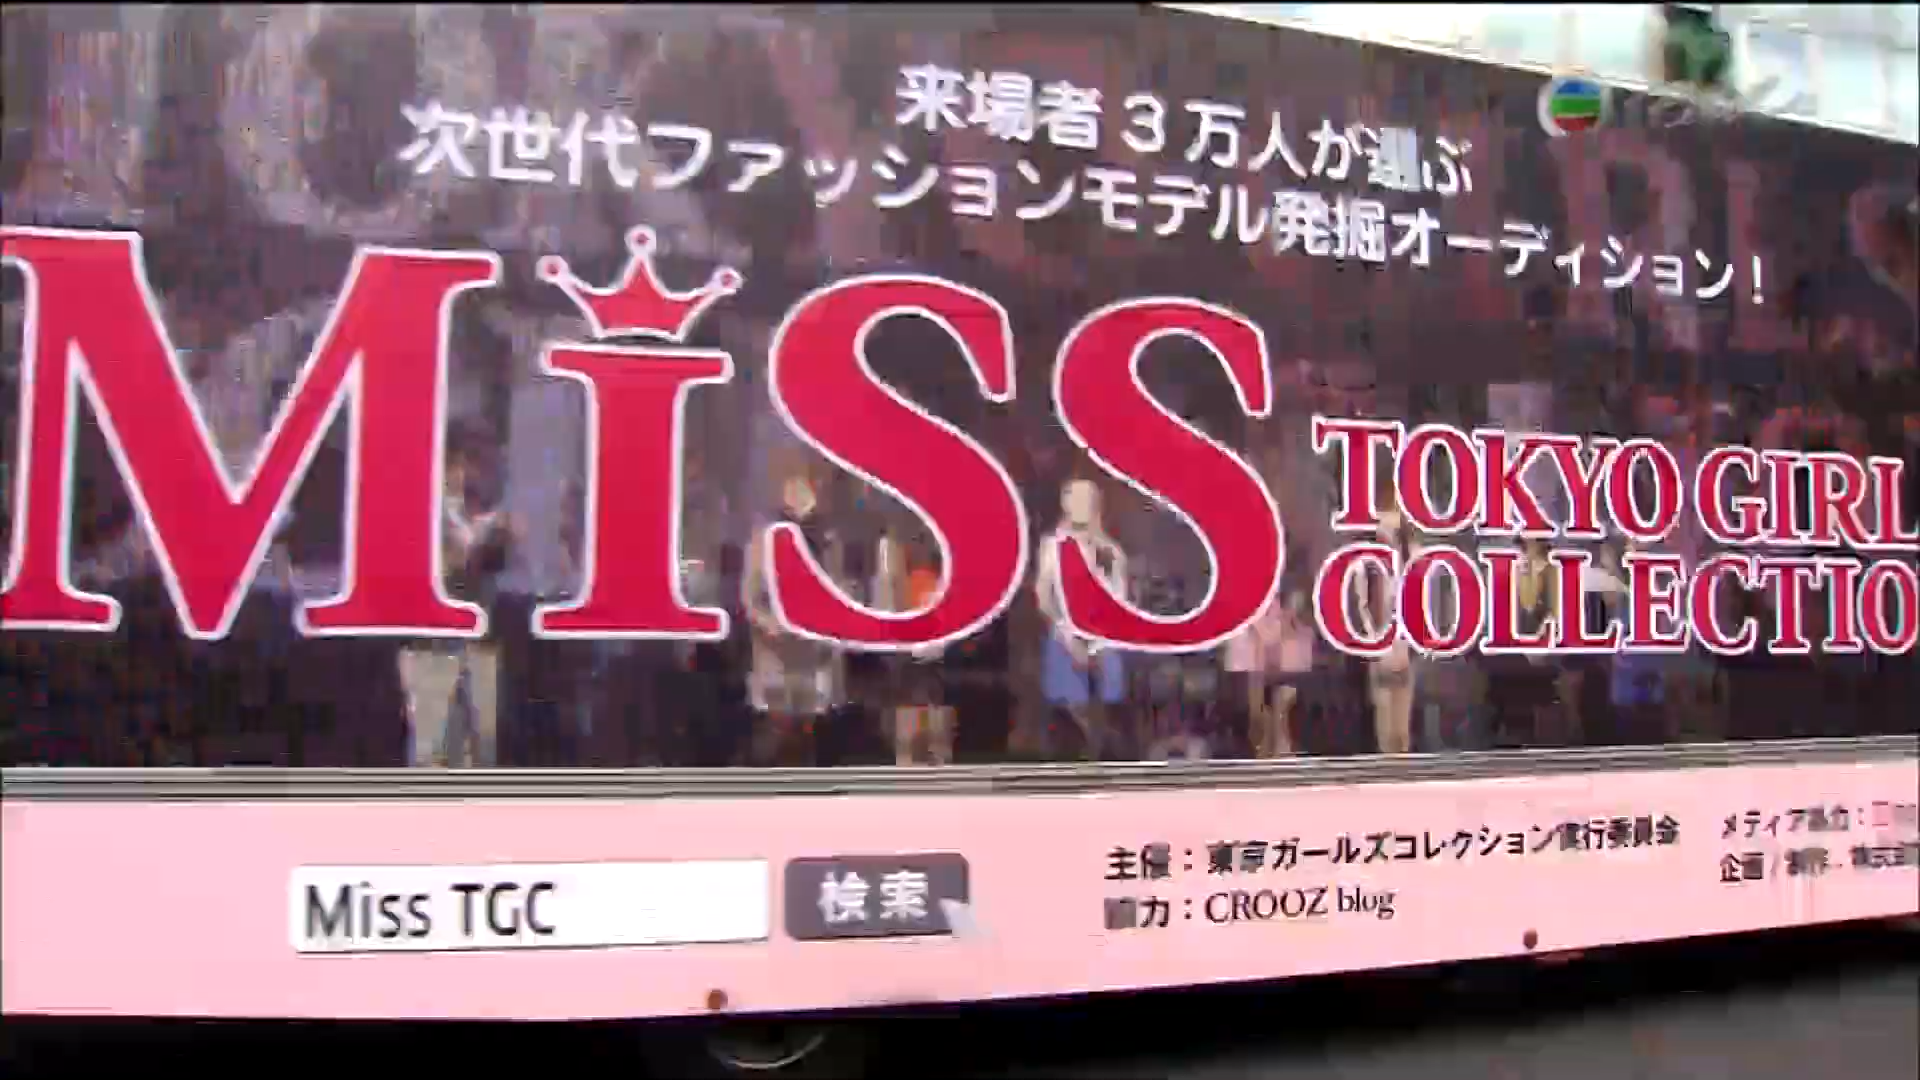 来場者3万人が選ぶ
次世代ファッションモデル発掘オーディション!
MiSS
TOKYO GIRL
COLLECTIO
Miss TGC
検索
主催:東京ガールズコレクション実行委員会
協力:CROOZ blog
メディア協力:
企画/制作:株式会